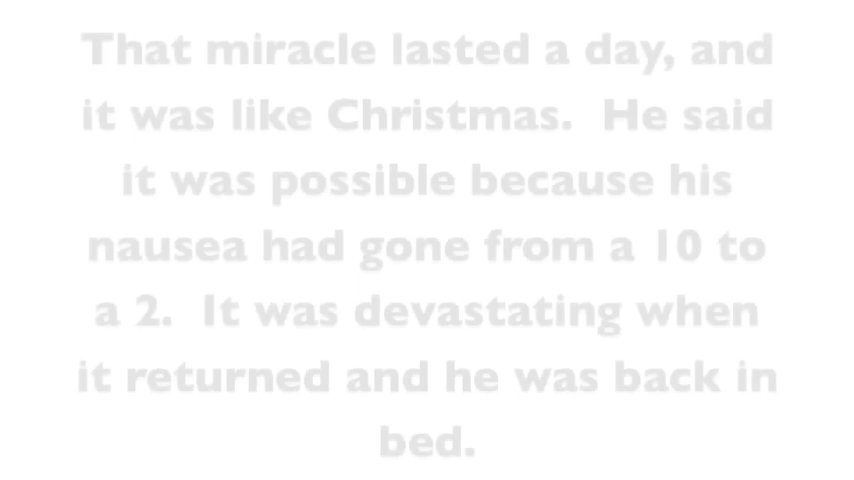 That miracle lasted a day, and
it was like Christmas.  He said
it was possible because his
nausea had gone from a 10 to
a 2.  It was devastating when
it returned and he was back in
bed.